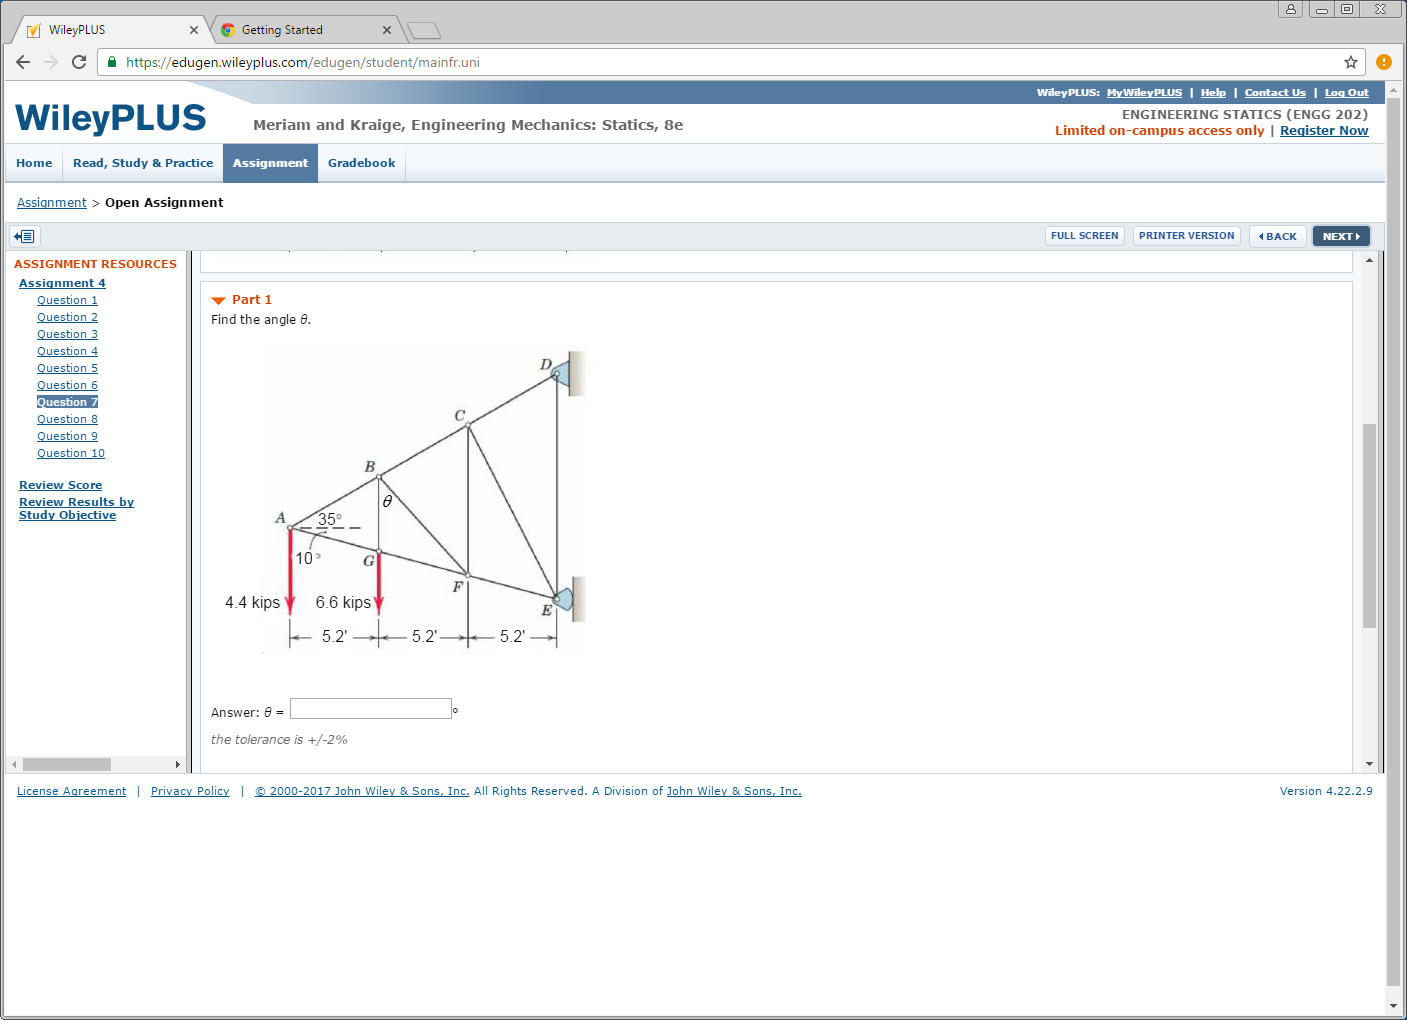 WileyPLUS
Getting Started
https://edugen.wileyplus.com/edugen/student/mainfr.uni
WileyPLUS: MyWileyPLUS | Help | Contact Us | Log Out
WileyPLUS
Meriam and Kraige, Engineering Mechanics: Statics, 8e
ENGINEERING STATICS (ENGG 202)
Limited on-campus access only | Register Now
Home
Read, Study & Practice
Assignment
Gradebook
Assignment > Open Assignment
FULL SCREEN
PRINTER VERSION
BACK
NEXT
ASSIGNMENT RESOURCES
Assignment 4
Question 1
Question 2
Question 3
Question 4
Question 5
Question 6
Question 7
Question 8
Question 9
Question 10
Review Score
Review Results by
Study Objective
Part 1
Find the angle θ.
D
C
B
θ
A
35°
10°
G
F
E
4.4 kips
6.6 kips
5.2'
5.2'
5.2'
Answer: θ = °
the tolerance is +/-2%
License Agreement | Privacy Policy | © 2000-2017 John Wiley & Sons, Inc. All Rights Reserved. A Division of John Wiley & Sons, Inc.
Version 4.22.2.9